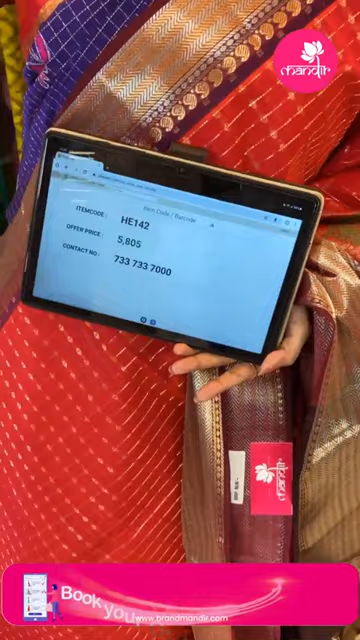 mandir
Item Code / Barcode
ITEMCODE : HE142
OFFER PRICE : 5,805
CONTACT NO : 733 733 7000
mandir
Book you
www.brandmandir.com